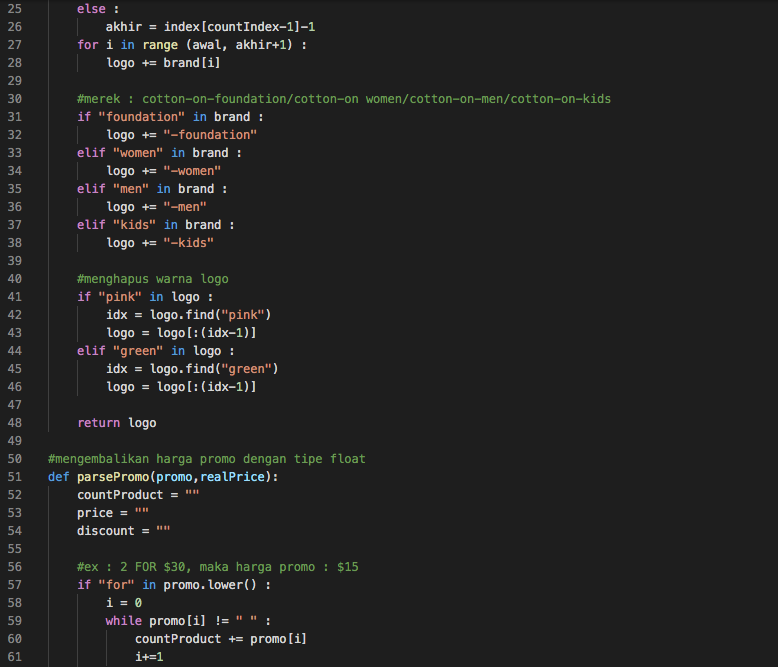 25 else :
26 akhir = index[countIndex-1]-1
27 for i in range (awal, akhir+1) :
28 logo += brand[i]
29
30 #merek : cotton-on-foundation/cotton-on women/cotton-on-men/cotton-on-kids
31 if "foundation" in brand :
32 logo += "-foundation"
33 elif "women" in brand :
34 logo += "-women"
35 elif "men" in brand :
36 logo += "-men"
37 elif "kids" in brand :
38 logo += "-kids"
39
40 #menghapus warna logo
41 if "pink" in logo :
42 idx = logo.find("pink")
43 logo = logo[:(idx-1)]
44 elif "green" in logo :
45 idx = logo.find("green")
46 logo = logo[:(idx-1)]
47
48 return logo
49
50 #mengembalikan harga promo dengan tipe float
51 def parsePromo(promo,realPrice):
52 countProduct = ""
53 price = ""
54 discount = ""
55
56 #ex : 2 FOR $30, maka harga promo : $15
57 if "for" in promo.lower() :
58 i = 0
59 while promo[i] != " " :
60 countProduct += promo[i]
61 i+=1